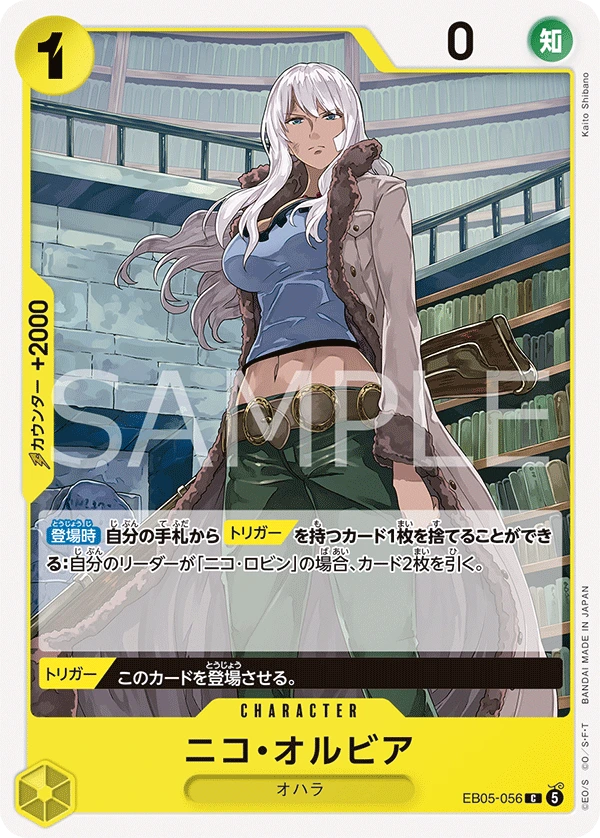 1
0
知
Kaito Shibano
カウンター +2000
SAMPLE
登場時 自分の手札から トリガー を持つカード1枚を捨てることができ
る:自分のリーダーが「ニコ・ロビン」の場合、カード2枚を引く。
トリガー このカードを登場させる。
CHARACTER
ニコ・オルビア
オハラ
EB05-056 C 5
©E.O/S ©O/S・F・T BANDAI MADE IN JAPAN